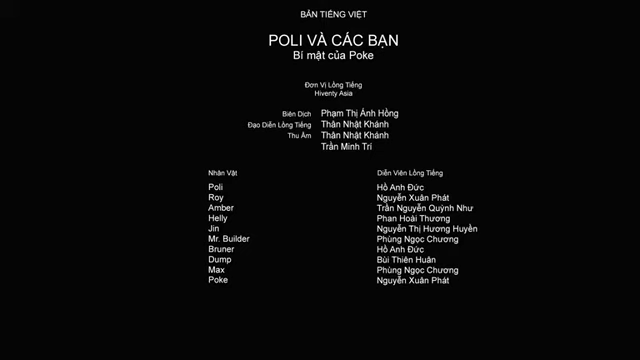 BẢN TIẾNG VIỆT
POLI VÀ CÁC BẠN
Bí mật của Poke
Đơn Vị Lồng Tiếng
Hiventy Asia
Biên Dịch Phạm Thị Ánh Hồng
Đạo Diễn Lồng Tiếng Thân Nhật Khánh
Thu Âm Thân Nhật Khánh
Trần Minh Trí
Nhân Vật Diễn Viên Lồng Tiếng
Poli Hồ Anh Đức
Roy Nguyễn Xuân Phát
Amber Trần Nguyễn Quỳnh Như
Helly Phan Hoài Thương
Jin Nguyễn Thị Hương Huyền
Mr. Builder Phùng Ngọc Chương
Bruner Hồ Anh Đức
Dump Bùi Thiên Huân
Max Phùng Ngọc Chương
Poke Nguyễn Xuân Phát